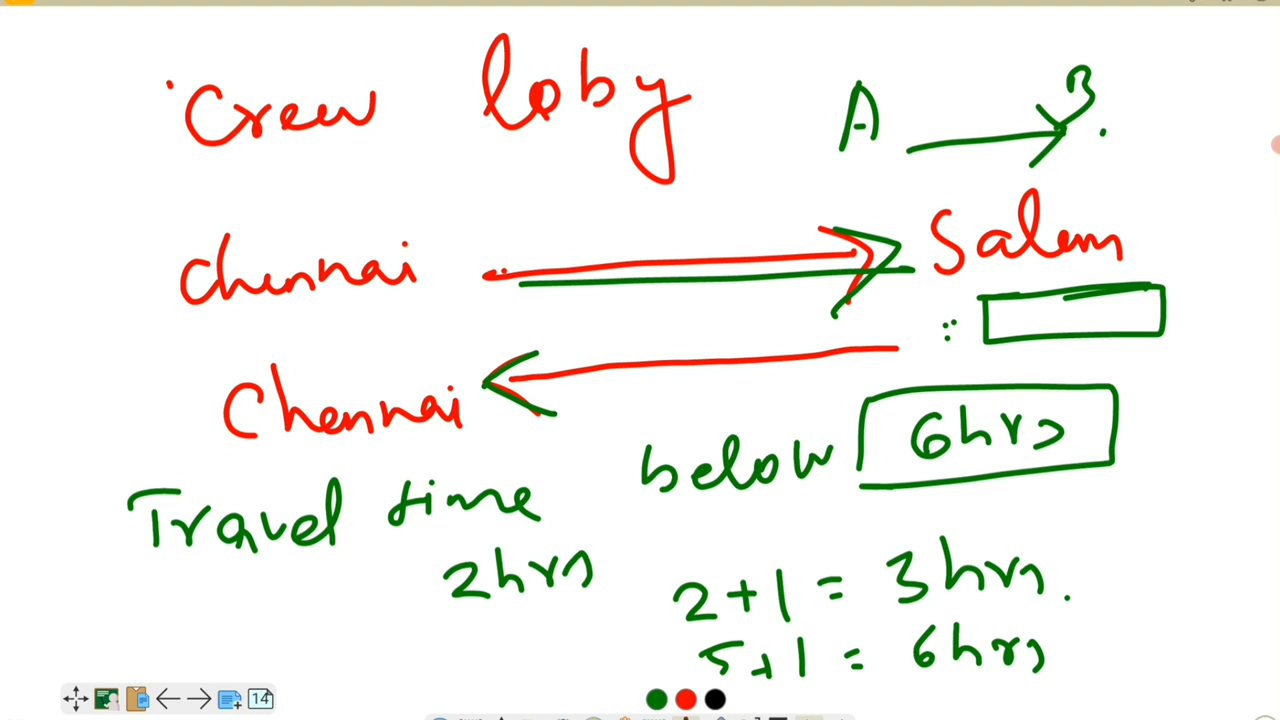 Crew loby
A B.
Chennai Salem
Chennai
below 6hrs
Travel time
2hrs
2+1 = 3hrs.
5+1 = 6hrs
14